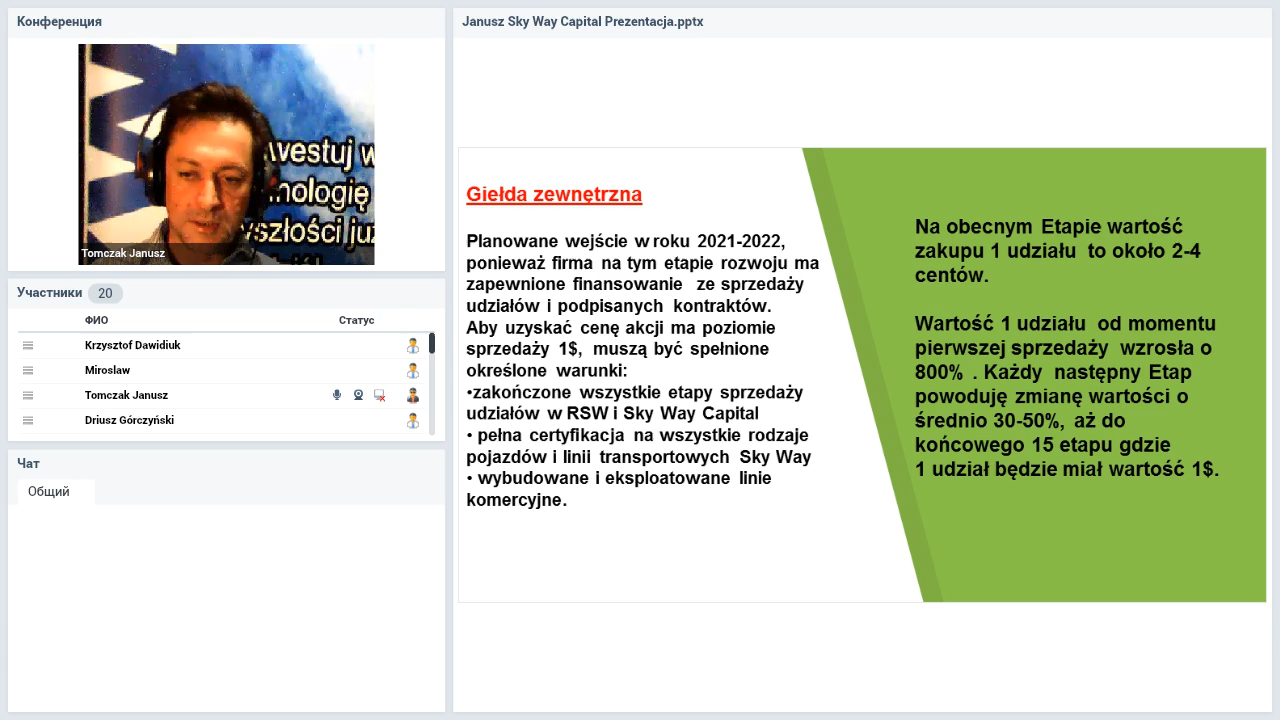 Конференция
westuj w
nologię
yszłości już
Tomczak Janusz
Участники 20
ФИО Статус
Krzysztof Dawidiuk
Miroslaw
Tomczak Janusz
Driusz Górczyński
Чат
Общий
Janusz Sky Way Capital Prezentacja.pptx
Giełda zewnętrzna
Planowane wejście w roku 2021-2022,
ponieważ firma na tym etapie rozwoju ma
zapewnione finansowanie ze sprzedaży
udziałów i podpisanych kontraktów.
Aby uzyskać cenę akcji ma poziomie
sprzedaży 1$, muszą być spełnione
określone warunki:
•zakończone wszystkie etapy sprzedaży
udziałów w RSW i Sky Way Capital
• pełna certyfikacja na wszystkie rodzaje
pojazdów i linii transportowych Sky Way
• wybudowane i eksploatowane linie
komercyjne.
Na obecnym Etapie wartość
zakupu 1 udziału to około 2-4
centów.
Wartość 1 udziału od momentu
pierwszej sprzedaży wzrosła o
800% . Każdy następny Etap
powoduję zmianę wartości o
średnio 30-50%, aż do
końcowego 15 etapu gdzie
1 udział będzie miał wartość 1$.